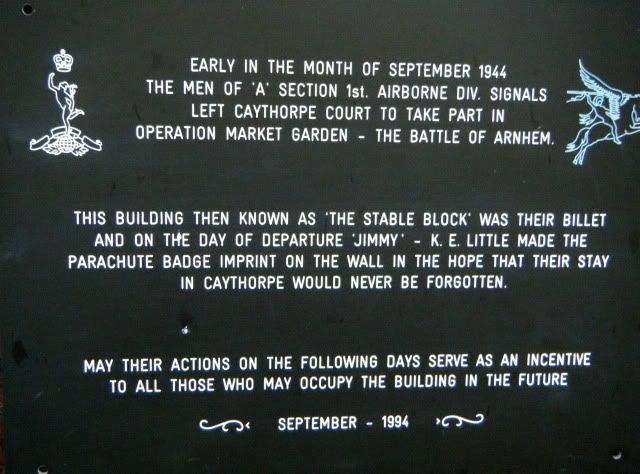 EARLY IN THE MONTH OF SEPTEMBER 1944
THE MEN OF 'A' SECTION 1st. AIRBORNE DIV. SIGNALS
LEFT CAYTHORPE COURT TO TAKE PART IN
OPERATION MARKET GARDEN - THE BATTLE OF ARNHEM.
THIS BUILDING THEN KNOWN AS 'THE STABLE BLOCK' WAS THEIR BILLET
AND ON THE DAY OF DEPARTURE 'JIMMY' - K. E. LITTLE MADE THE
PARACHUTE BADGE IMPRINT ON THE WALL IN THE HOPE THAT THEIR STAY
IN CAYTHORPE WOULD NEVER BE FORGOTTEN.
MAY THEIR ACTIONS ON THE FOLLOWING DAYS SERVE AS AN INCENTIVE
TO ALL THOSE WHO MAY OCCUPY THE BUILDING IN THE FUTURE
SEPTEMBER - 1994